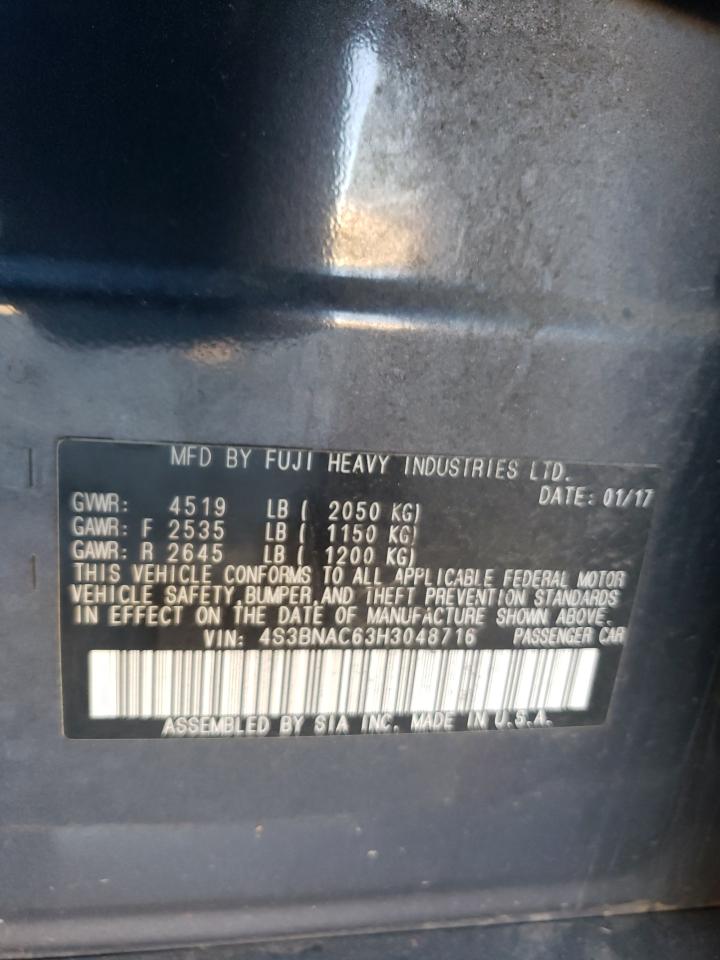 MFD BY FUJI HEAVY INDUSTRIES LTD.
DATE: 01/17
GVWR: 4519 LB ( 2050 KG)
GAWR: F 2535 LB ( 1150 KG)
GAWR: R 2645 LB ( 1200 KG)
THIS VEHICLE CONFORMS TO ALL APPLICABLE FEDERAL MOTOR
VEHICLE SAFETY,BUMPER,AND THEFT PREVENTION STANDARDS
IN EFFECT ON THE DATE OF MANUFACTURE SHOWN ABOVE.
VIN: 4S3BNAC63H3048716 PASSENGER CAR
ASSEMBLED BY SIA INC. MADE IN U.S.A.